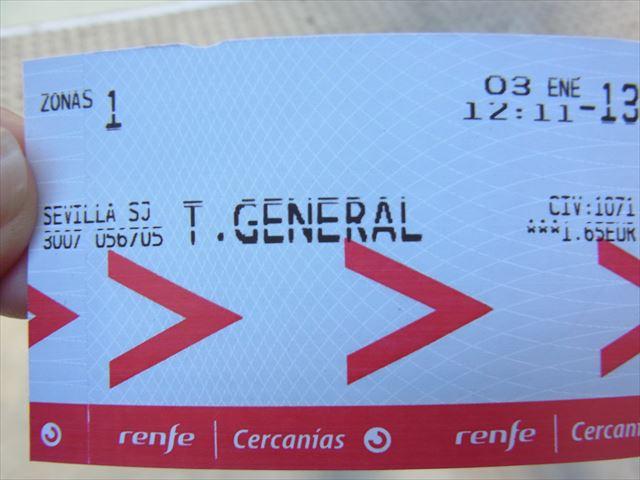 ZONAS 1
03 ENE
12:11-13
SEVILLA SJ T.GENERAL CIV:1071
3007 056705 ***1.65EUR
renfe Cercanías renfe